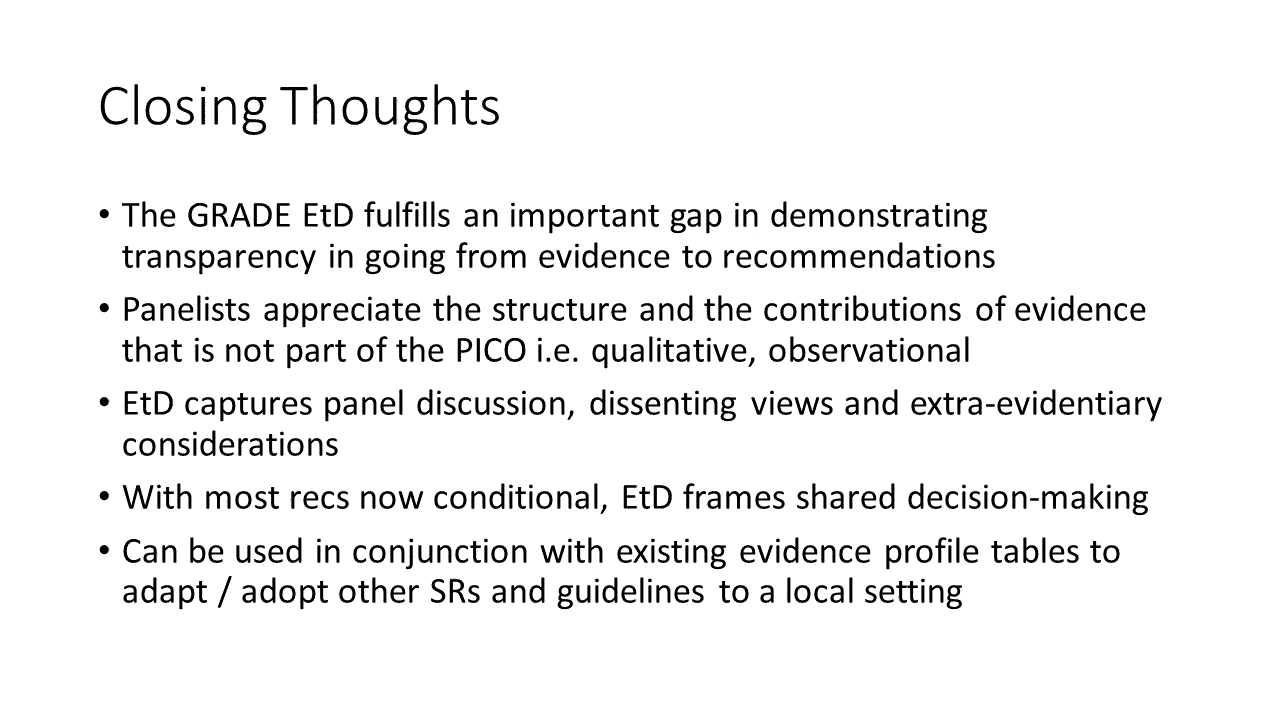 Closing Thoughts
• The GRADE EtD fulfills an important gap in demonstrating
transparency in going from evidence to recommendations
• Panelists appreciate the structure and the contributions of evidence
that is not part of the PICO i.e. qualitative, observational
• EtD captures panel discussion, dissenting views and extra-evidentiary
considerations
• With most recs now conditional, EtD frames shared decision-making
• Can be used in conjunction with existing evidence profile tables to
adapt / adopt other SRs and guidelines to a local setting